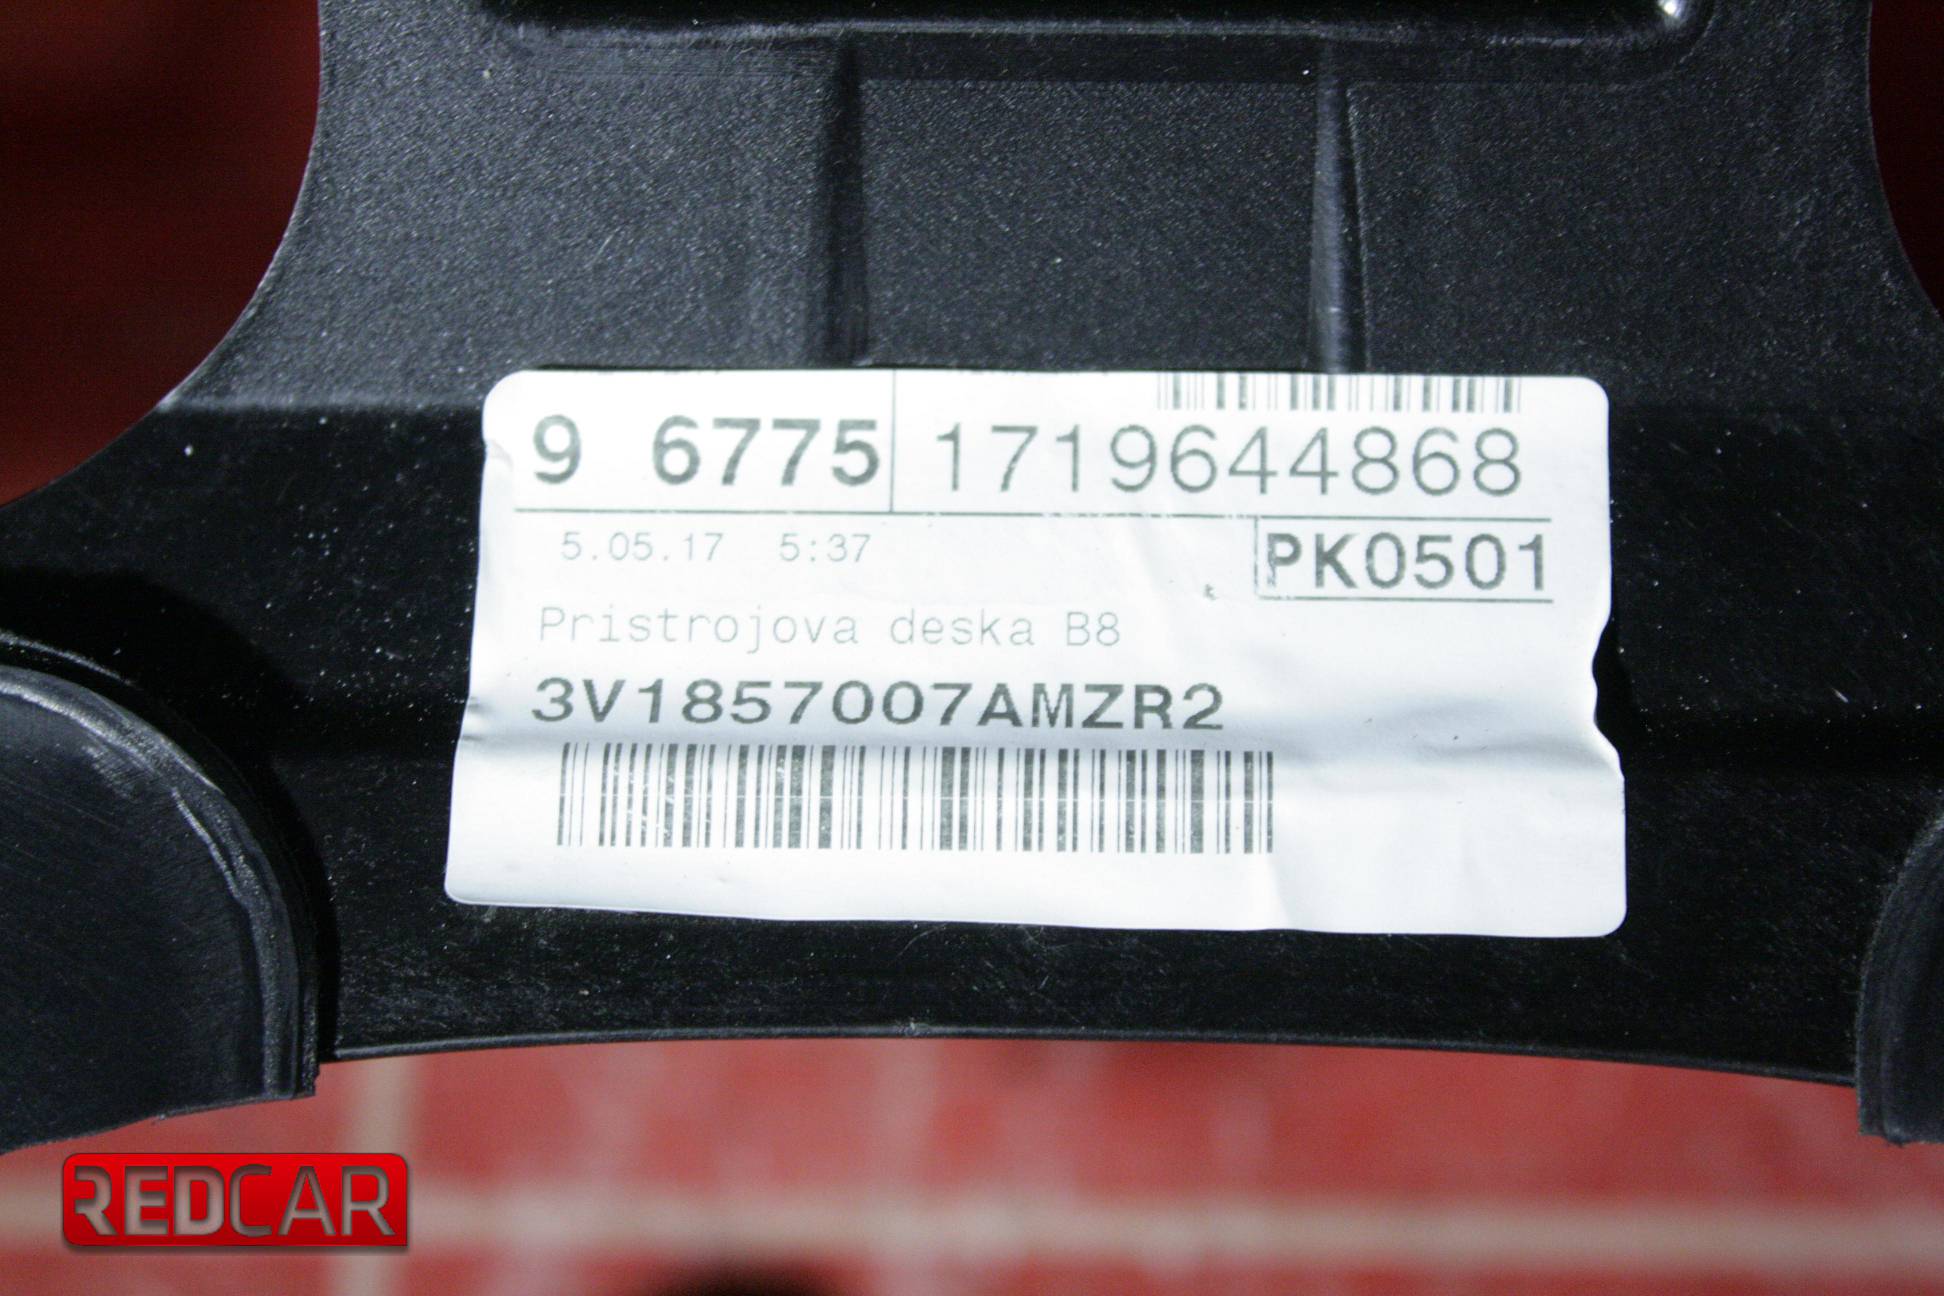 9 6775 1719644868
5.05.17 5:37 PK0501
Pristrojova deska B8
3V1857007AMZR2
REDCAR